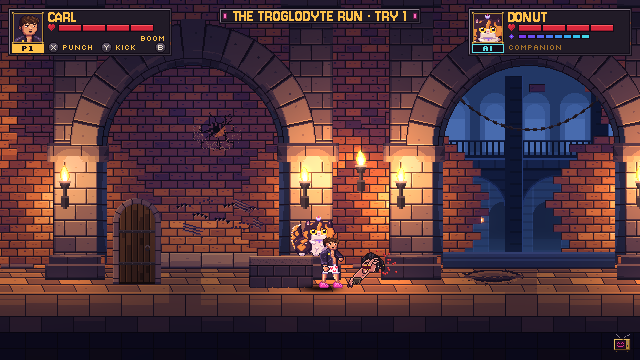 CARL
BOOM
P1
X PUNCH Y KICK B
THE TROGLODYTE RUN · TRY 1
DONUT
AI
COMPANION